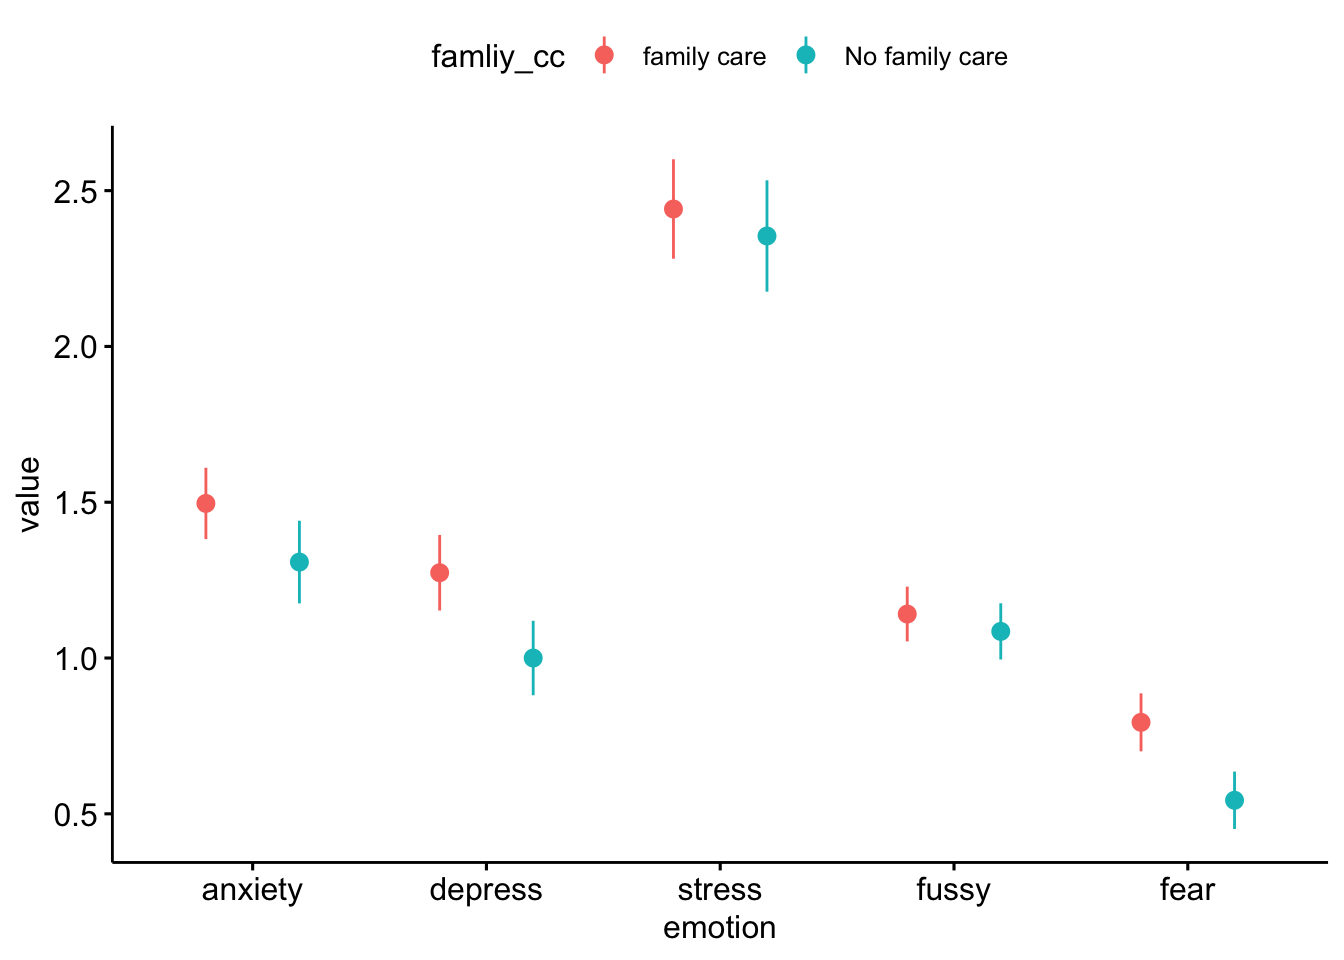 famliy_cc family care No family care
2.5
2.0
1.5
1.0
0.5
value
anxiety depress stress fussy fear
emotion